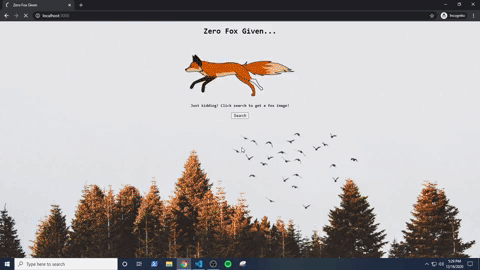 Zero Fox Given...
localhost:3000
Incognito
Zero Fox Given...
Just kidding! Click search to get a fox image!
Search
Type here to search
5:29 PM
12/16/2020